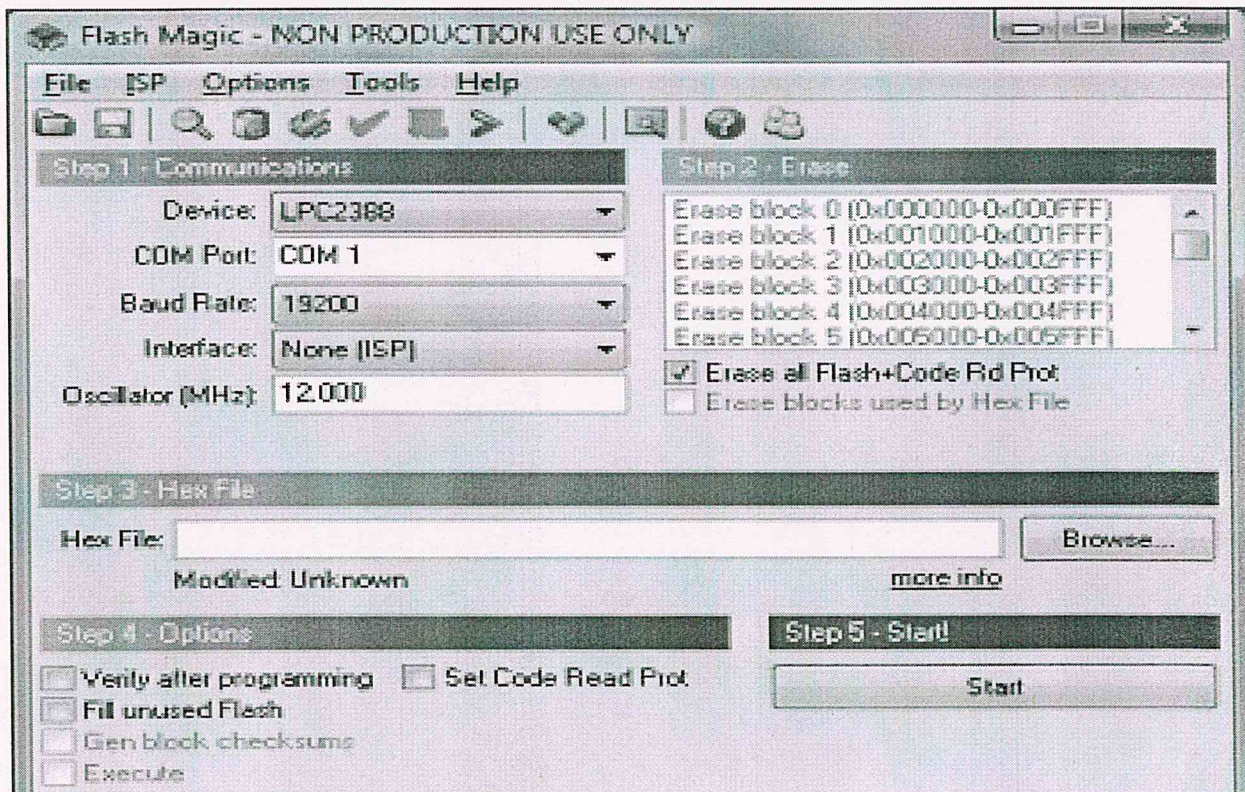 Flash Magic - NON PRODUCTION USE ONLY
File ISP Options Tools Help
Step 1 - Communications
Device: LPC2388
COM Port: COM 1
Baud Rate: 19200
Interface: None (ISP)
Oscillator (MHz): 12.000
Step 2 - Erase
Erase block 0 (0x000000-0x000FFF)
Erase block 1 (0x001000-0x001FFF)
Erase block 2 (0x002000-0x002FFF)
Erase block 3 (0x003000-0x003FFF)
Erase block 4 (0x004000-0x004FFF)
Erase block 5 (0x005000-0x005FFF)
Erase all Flash+Code Rd Prot
Erase blocks used by Hex File
Step 3 - Hex File
Hex File:
Browse...
Modified: Unknown
more info
Step 4 - Options
Verify after programming
Set Code Read Prot
Fill unused Flash
Gen block checksums
Execute
Step 5 - Start!
Start